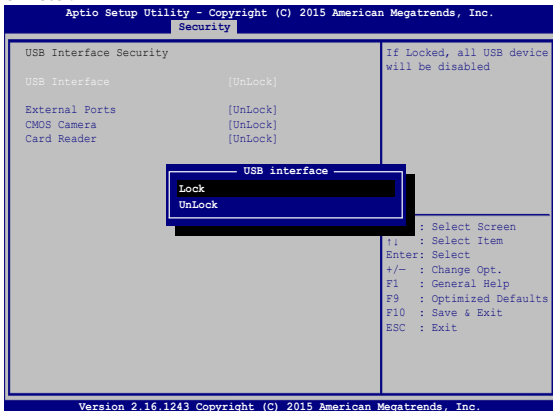 Aptio Setup Utility - Copyright (C) 2015 American Megatrends, Inc.
Security
USB Interface Security
USB Interface [UnLock]
External Ports [UnLock]
CMOS Camera [UnLock]
Card Reader [UnLock]
If Locked, all USB device
will be disabled
USB interface
Lock
UnLock
: Select Screen
↑↓ : Select Item
Enter: Select
+/— : Change Opt.
F1 : General Help
F9 : Optimized Defaults
F10 : Save & Exit
ESC : Exit
Version 2.16.1243 Copyright (C) 2015 American Megatrends, Inc.